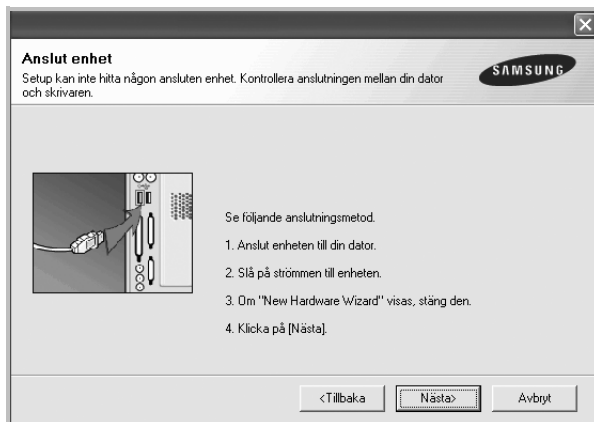 Anslut enhet
Setup kan inte hitta någon ansluten enhet. Kontrollera anslutningen mellan din dator
och skrivaren.
SAMSUNG
Se följande anslutningsmetod.
1. Anslut enheten till din dator.
2. Slå på strömmen till enheten.
3. Om "New Hardware Wizard" visas, stäng den.
4. Klicka på [Nästa].
<Tillbaka
Nästa>
Avbryt